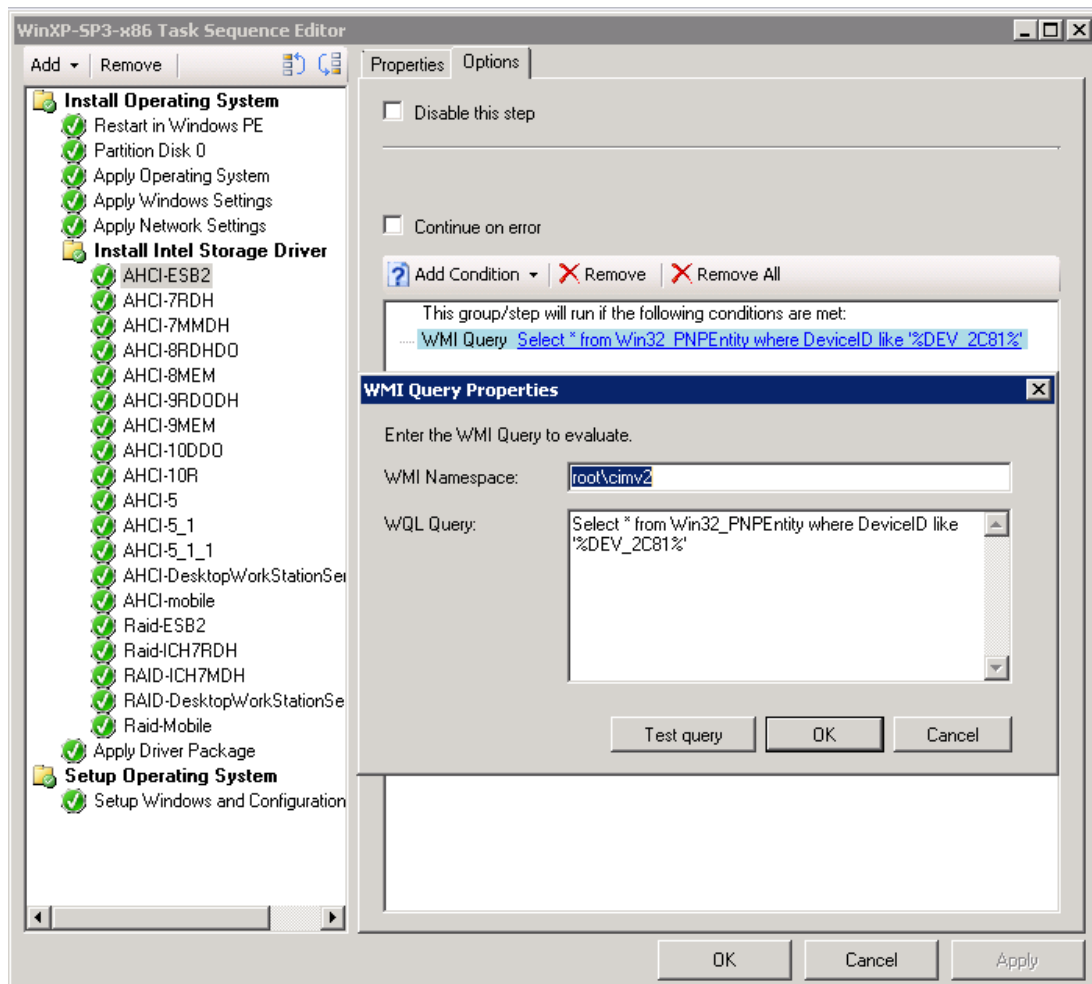 WinXP-SP3-x86 Task Sequence Editor
Add
Remove
Properties
Options
Install Operating System
Restart in Windows PE
Partition Disk 0
Apply Operating System
Apply Windows Settings
Apply Network Settings
Install Intel Storage Driver
AHCI-ESB2
AHCI-7RDH
AHCI-7MMDH
AHCI-8RDHDO
AHCI-8MEM
AHCI-9RDODH
AHCI-9MEM
AHCI-10DDO
AHCI-10R
AHCI-5
AHCI-5_1
AHCI-5_1_1
AHCI-DesktopWorkStationSer
AHCI-mobile
Raid-ESB2
Raid-ICH7RDH
RAID-ICH7MDH
RAID-DesktopWorkStationSe
Raid-Mobile
Apply Driver Package
Setup Operating System
Setup Windows and Configuration
Disable this step
Continue on error
Add Condition
Remove
Remove All
This group/step will run if the following conditions are met:
WMI Query Select * from Win32_PNPEntity where DeviceID like '%DEV_2C81%'
WMI Query Properties
Enter the WMI Query to evaluate.
WMI Namespace:
root\cimv2
WQL Query:
Select * from Win32_PNPEntity where DeviceID like
'%DEV_2C81%'
Test query
OK
Cancel
OK
Cancel
Apply